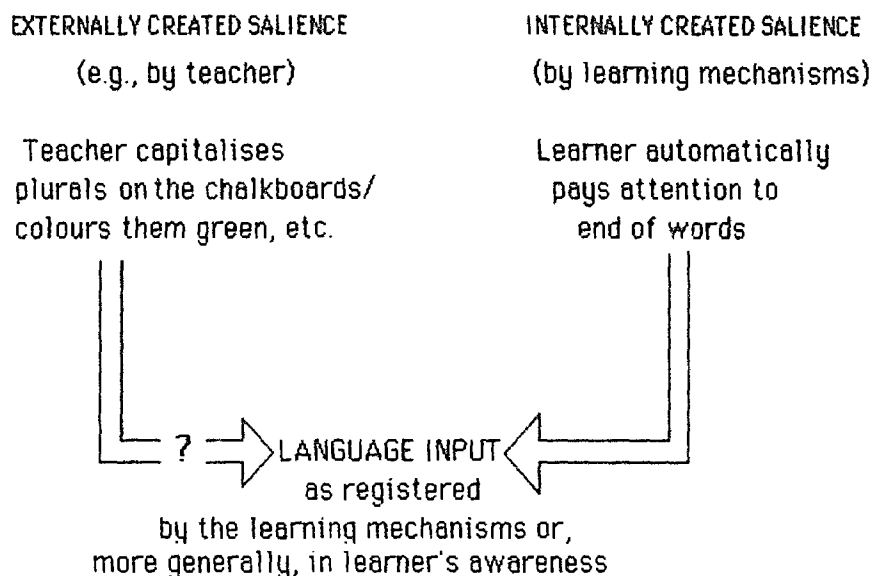 EXTERNALLY CREATED SALIENCE
(e.g., by teacher)
Teacher capitalises
plurals on the chalkboards/
colours them green, etc.
INTERNALLY CREATED SALIENCE
(by learning mechanisms)
Learner automatically
pays attention to
end of words
?
LANGUAGE INPUT
as registered
by the learning mechanisms or,
more generally, in learner's awareness